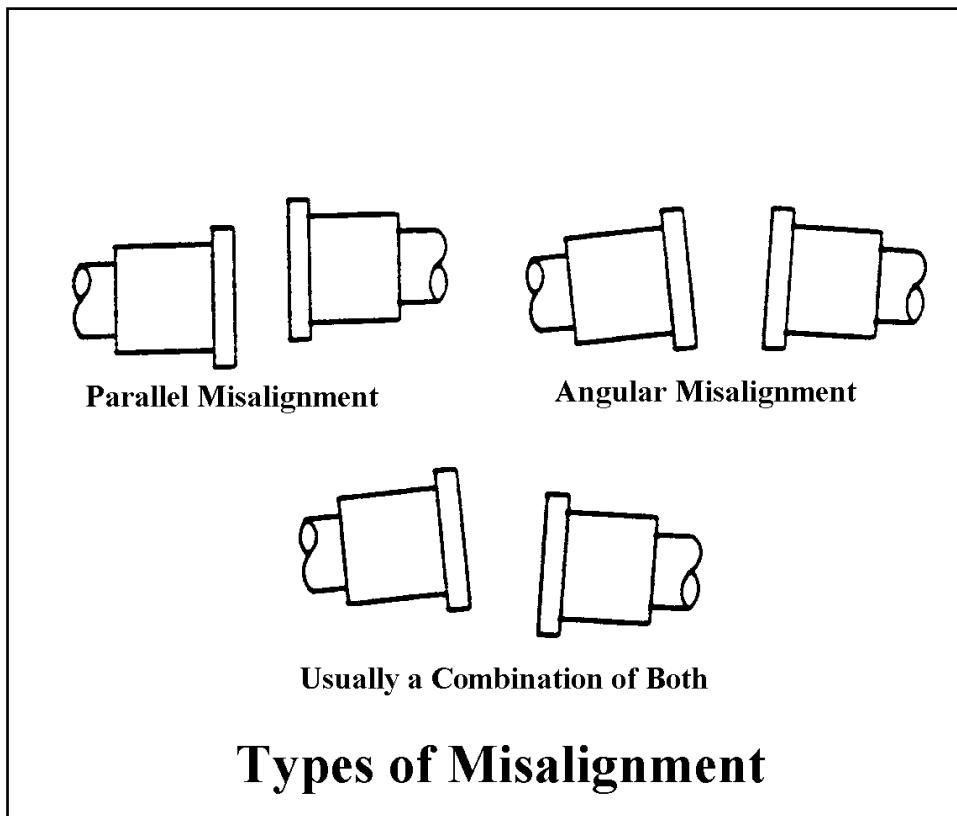 Parallel Misalignment
Angular Misalignment
Usually a Combination of Both
Types of Misalignment